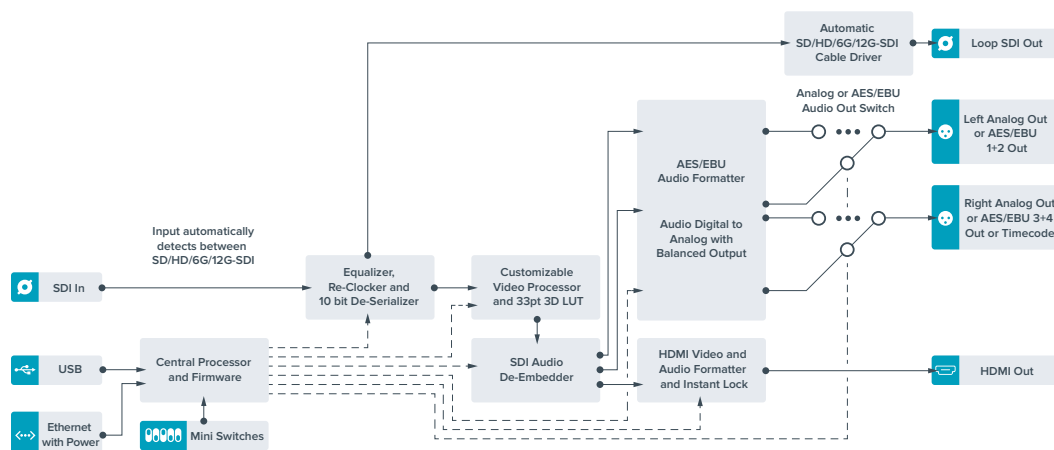 Automatic
SD/HD/6G/12G-SDI
Cable Driver
Loop SDI Out
Analog or AES/EBU
Audio Out Switch
Left Analog Out
or AES/EBU
1+2 Out
AES/EBU
Audio Formatter
Audio Digital to
Analog with
Balanced Output
Right Analog Out
or AES/EBU 3+4
Out or Timecode
Input automatically
detects between
SD/HD/6G/12G-SDI
SDI In
Equalizer,
Re-Clocker and
10 bit De-Serializer
Customizable
Video Processor
and 33pt 3D LUT
USB
Central Processor
and Firmware
SDI Audio
De-Embedder
HDMI Video and
Audio Formatter
and Instant Lock
HDMI Out
Ethernet
with Power
Mini Switches